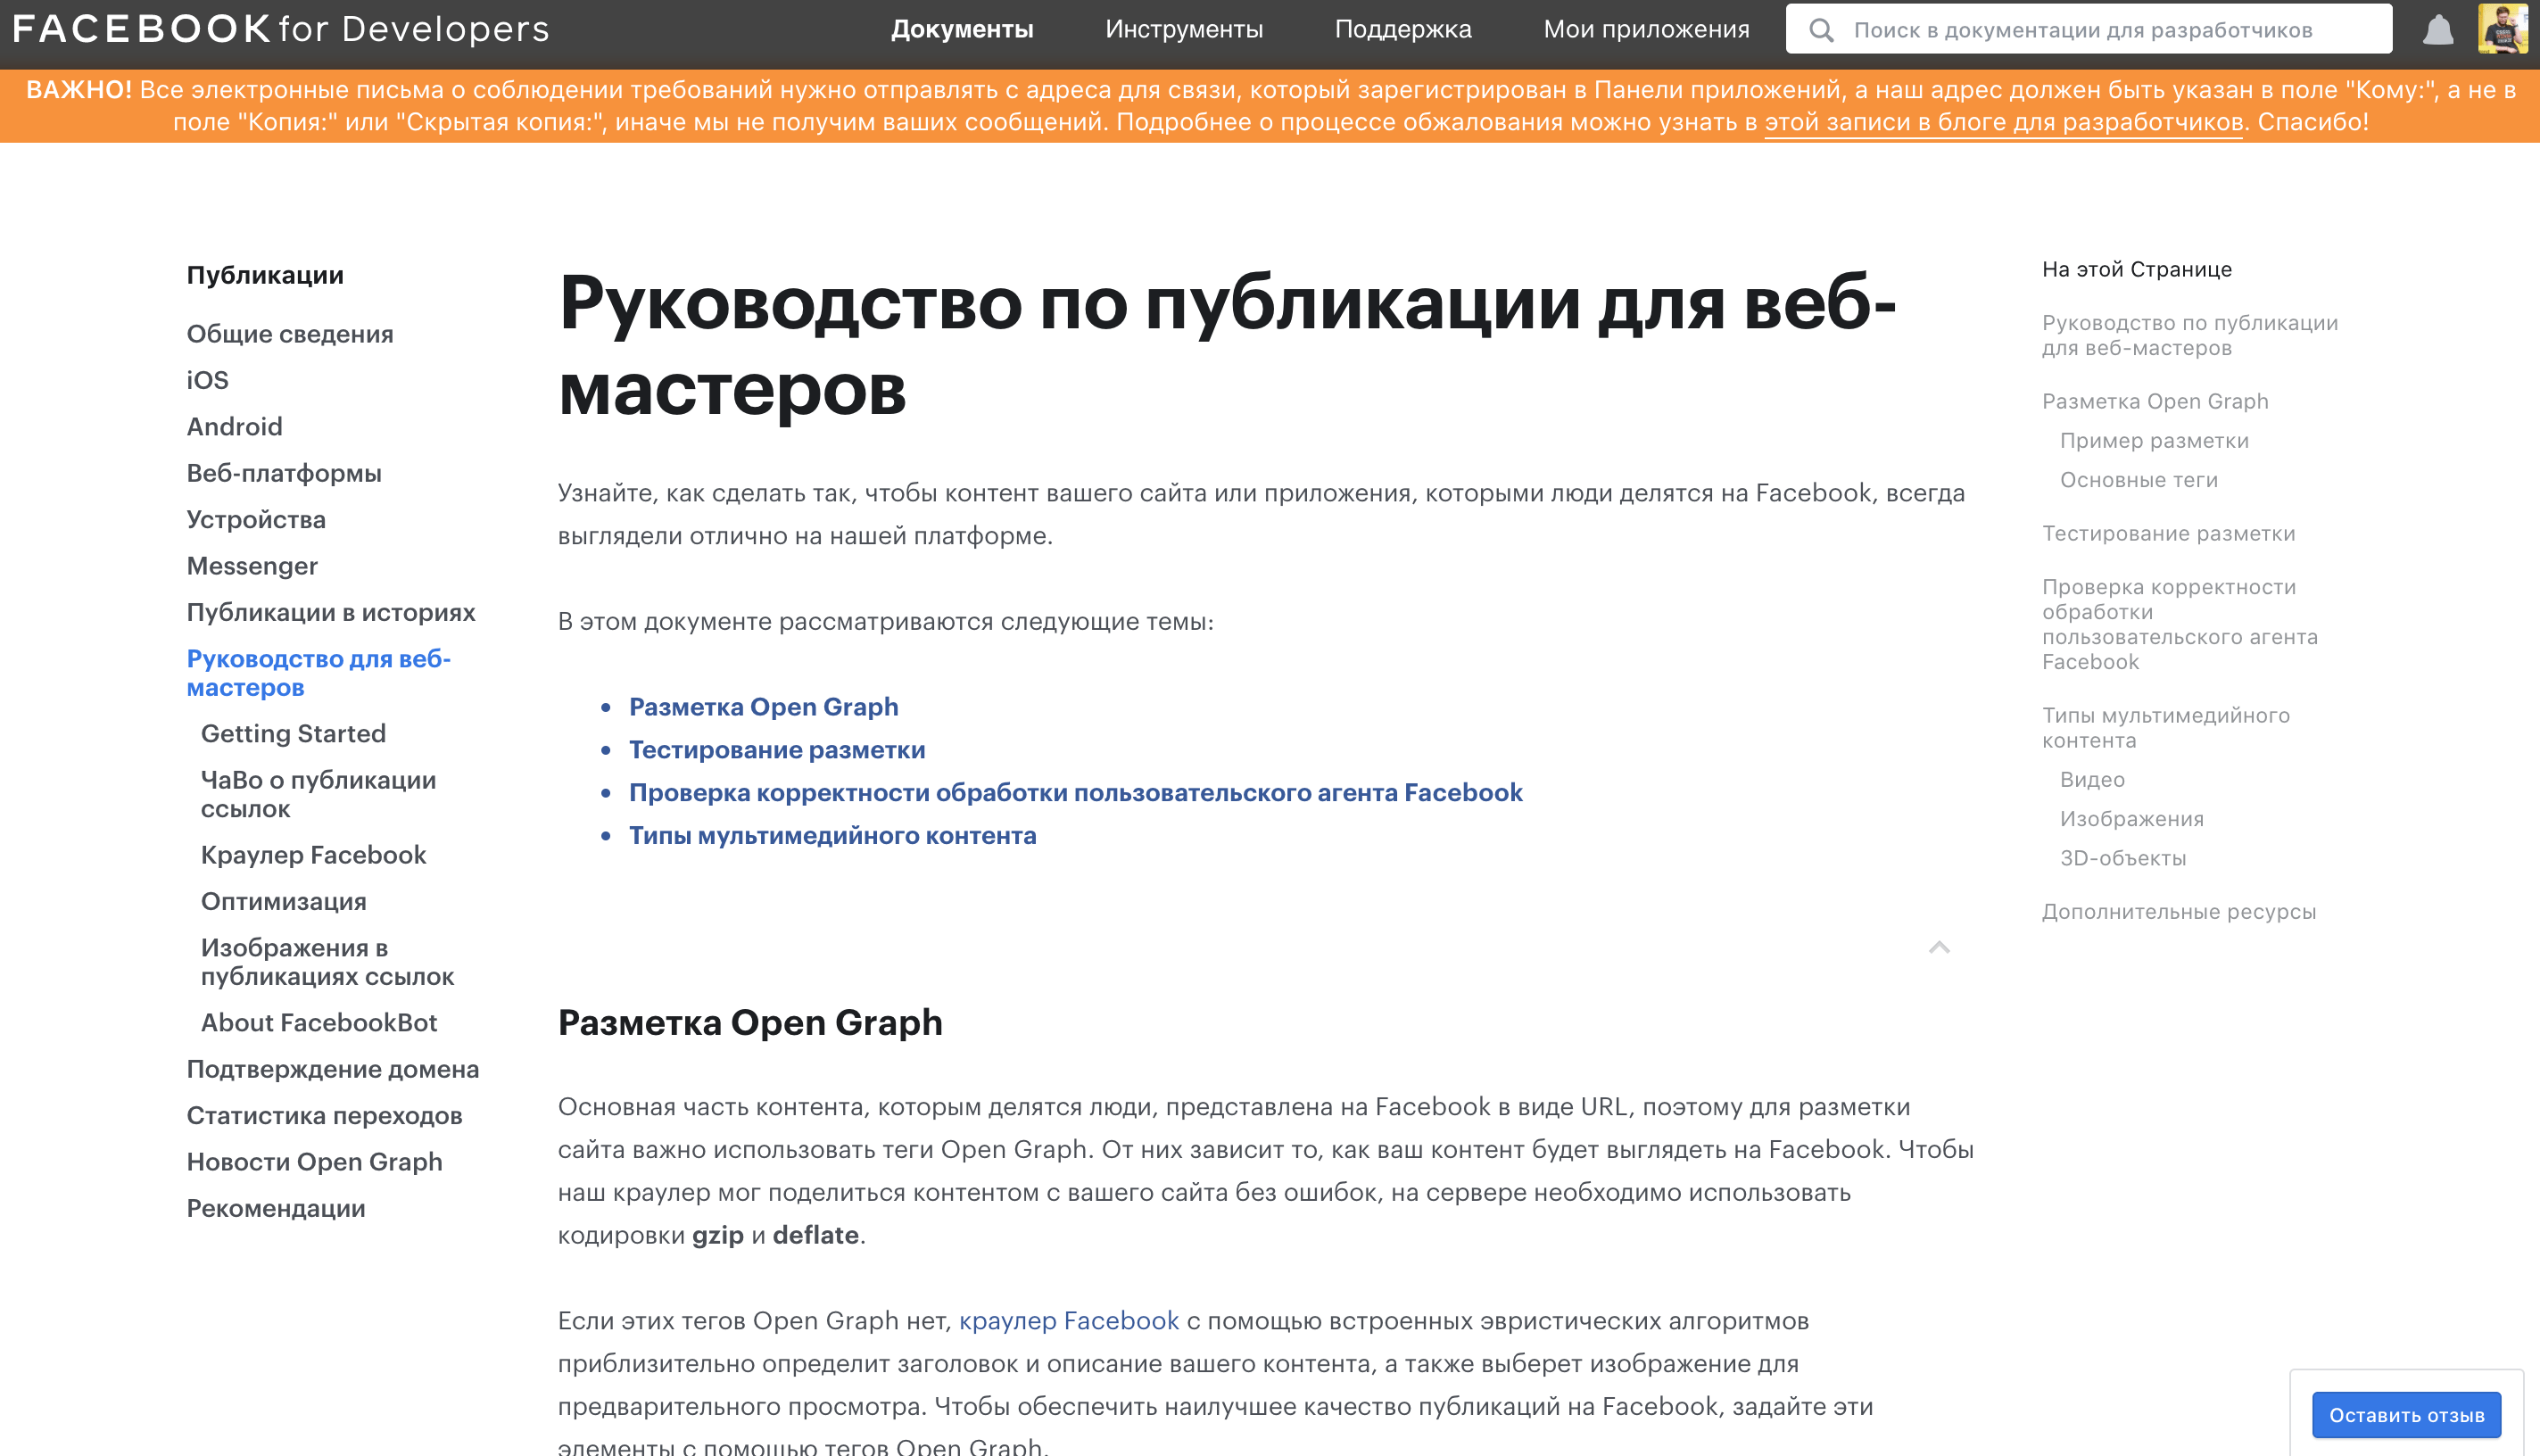 FACEBOOK for Developers
Документы
Инструменты
Поддержка
Мои приложения
Поиск в документации для разработчиков
ВАЖНО! Все электронные письма о соблюдении требований нужно отправлять с адреса для связи, который зарегистрирован в Панели приложений, а наш адрес должен быть указан в поле "Кому:", а не в
поле "Копия:" или "Скрытая копия:", иначе мы не получим ваших сообщений. Подробнее о процессе обжалования можно узнать в этой записи в блоге для разработчиков. Спасибо!
Публикации
Общие сведения
iOS
Android
Веб-платформы
Устройства
Messenger
Публикации в историях
Руководство для веб-
мастеров
Getting Started
ЧаВо о публикации
ссылок
Краулер Facebook
Оптимизация
Изображения в
публикациях ссылок
About FacebookBot
Подтверждение домена
Статистика переходов
Новости Open Graph
Рекомендации
Руководство по публикации для веб-
мастеров
Узнайте, как сделать так, чтобы контент вашего сайта или приложения, которыми люди делятся на Facebook, всегда
выглядели отлично на нашей платформе.
В этом документе рассматриваются следующие темы:
• Разметка Open Graph
• Тестирование разметки
• Проверка корректности обработки пользовательского агента Facebook
• Типы мультимедийного контента
Разметка Open Graph
Основная часть контента, которым делятся люди, представлена на Facebook в виде URL, поэтому для разметки
сайта важно использовать теги Open Graph. От них зависит то, как ваш контент будет выглядеть на Facebook. Чтобы
наш краулер мог поделиться контентом с вашего сайта без ошибок, на сервере необходимо использовать
кодировки gzip и deflate.
Если этих тегов Open Graph нет, краулер Facebook с помощью встроенных эвристических алгоритмов
приблизительно определит заголовок и описание вашего контента, а также выберет изображение для
предварительного просмотра. Чтобы обеспечить наилучшее качество публикаций на Facebook, задайте эти
элементы с помощью тегов Open Graph.
На этой Странице
Руководство по публикации
для веб-мастеров
Разметка Open Graph
Пример разметки
Основные теги
Тестирование разметки
Проверка корректности
обработки
пользовательского агента
Facebook
Типы мультимедийного
контента
Видео
Изображения
3D-объекты
Дополнительные ресурсы
Оставить отзыв